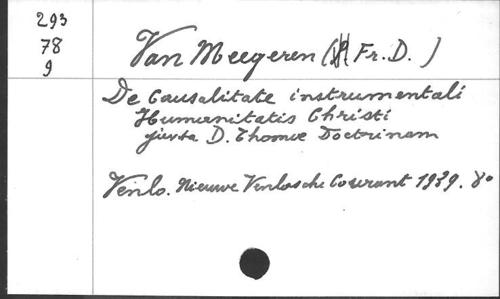 293
78
9
Van Meegeren (Fr. D. )
De Causalitate instrumentali
Humanitatis Christi
juxta D. Thomae Doctrinam
Venlo. Nieuwe Venlosche Courant 1939. 8°